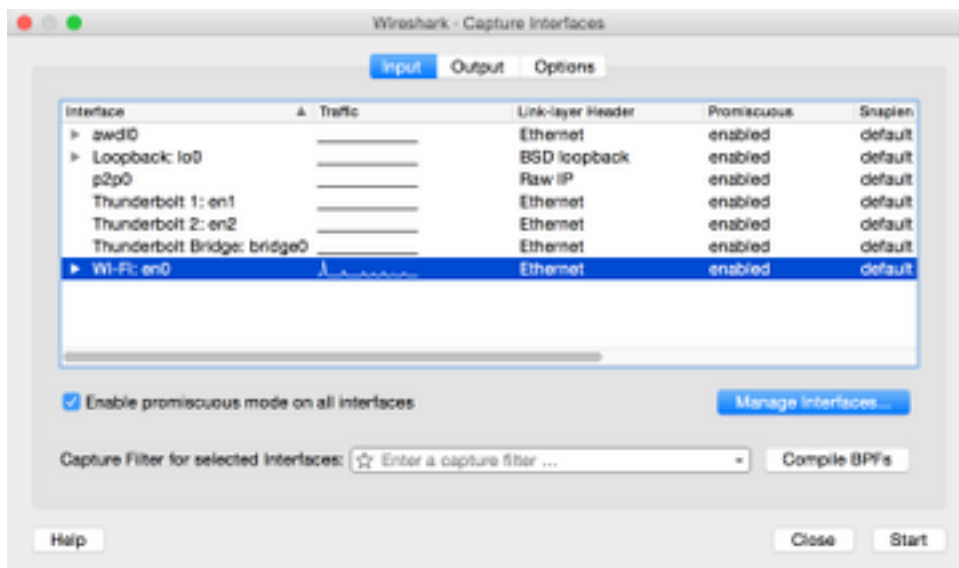 Wireshark - Capture Interfaces
Input Output Options
Interface Traffic Link-layer Header Promiscuous Snaplen
awdl0 Ethernet enabled default
Loopback: lo0 BSD loopback enabled default
p2p0 Raw IP enabled default
Thunderbolt 1: en1 Ethernet enabled default
Thunderbolt 2: en2 Ethernet enabled default
Thunderbolt Bridge: bridge0 Ethernet enabled default
Wi-Fi: en0 Ethernet enabled default
Enable promiscuous mode on all interfaces Manage Interfaces...
Capture Filter for selected Interfaces: Enter a capture filter ... Compile BPFs
Help Close Start